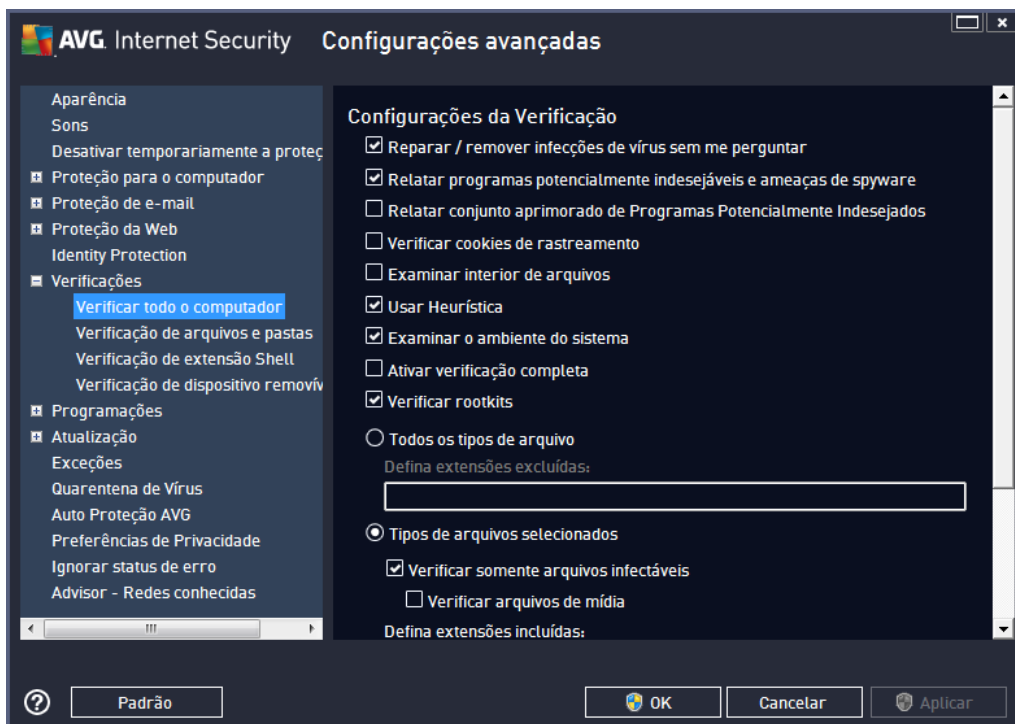 AVG. Internet Security Configurações avançadas
Aparência
Sons
Desativar temporariamente a proteç
Proteção para o computador
Proteção de e-mail
Proteção da Web
Identity Protection
Verificações
Verificar todo o computador
Verificação de arquivos e pastas
Verificação de extensão Shell
Verificação de dispositivo removív
Programações
Atualização
Exceções
Quarentena de Vírus
Auto Proteção AVG
Preferências de Privacidade
Ignorar status de erro
Advisor - Redes conhecidas
Configurações da Verificação
Reparar / remover infecções de vírus sem me perguntar
Relatar programas potencialmente indesejáveis e ameaças de spyware
Relatar conjunto aprimorado de Programas Potencialmente Indesejados
Verificar cookies de rastreamento
Examinar interior de arquivos
Usar Heurística
Examinar o ambiente do sistema
Ativar verificação completa
Verificar rootkits
Todos os tipos de arquivo
Defina extensões excluídas:
Tipos de arquivos selecionados
Verificar somente arquivos infectáveis
Verificar arquivos de mídia
Defina extensões incluídas:
? Padrão OK Cancelar Aplicar